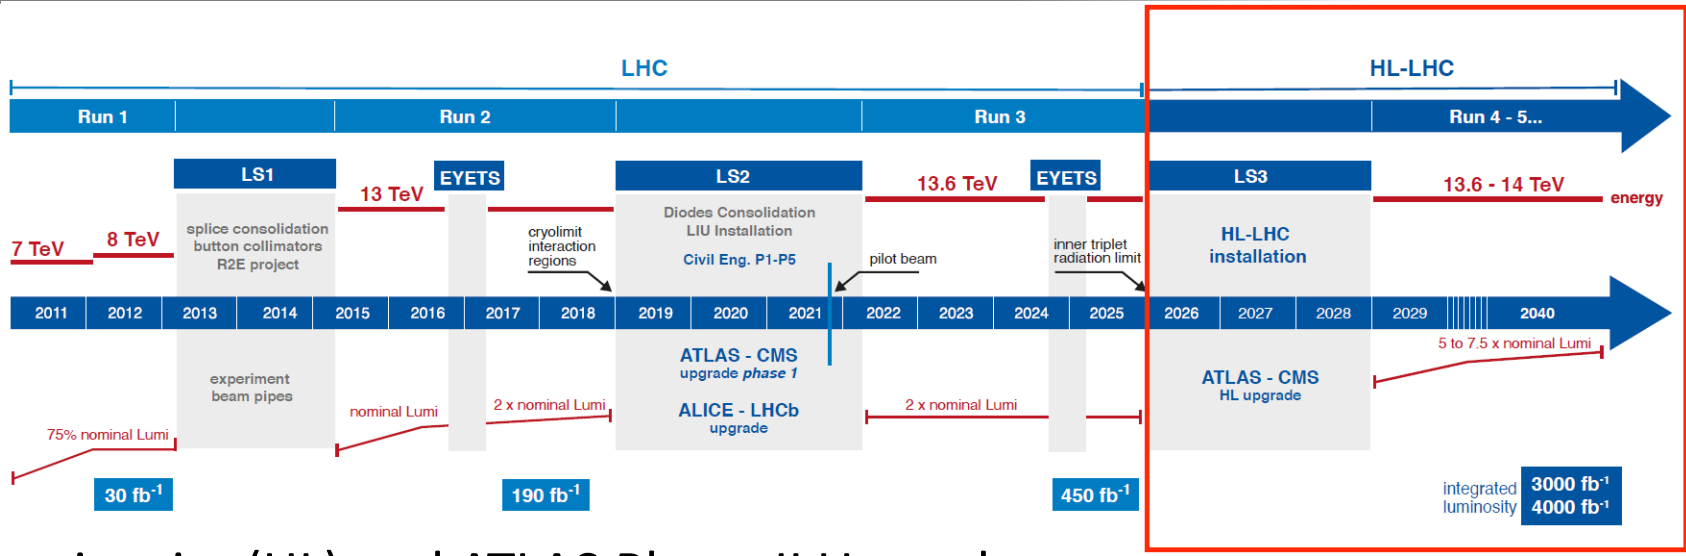 LHC
HL-LHC
Run 1
Run 2
Run 3
Run 4 - 5...
LS1
EYETS
LS2
EYETS
LS3
13 TeV
13.6 TeV
13.6 - 14 TeV
energy
7 TeV
8 TeV
splice consolidation
button collimators
R2E project
cryolimit
interaction
regions
Diodes Consolidation
LIU Installation
Civil Eng. P1-P5
pilot beam
inner triplet
radiation limit
HL-LHC
installation
2011 2012 2013 2014 2015 2016 2017 2018 2019 2020 2021 2022 2023 2024 2025 2026 2027 2028 2029 2040
5 to 7.5 x nominal Lumi
experiment
beam pipes
ATLAS - CMS
upgrade phase 1
ALICE - LHCb
upgrade
ATLAS - CMS
HL upgrade
75% nominal Lumi
nominal Lumi
2 x nominal Lumi
2 x nominal Lumi
30 fb⁻¹
190 fb⁻¹
450 fb⁻¹
integrated
luminosity
3000 fb⁻¹
4000 fb⁻¹